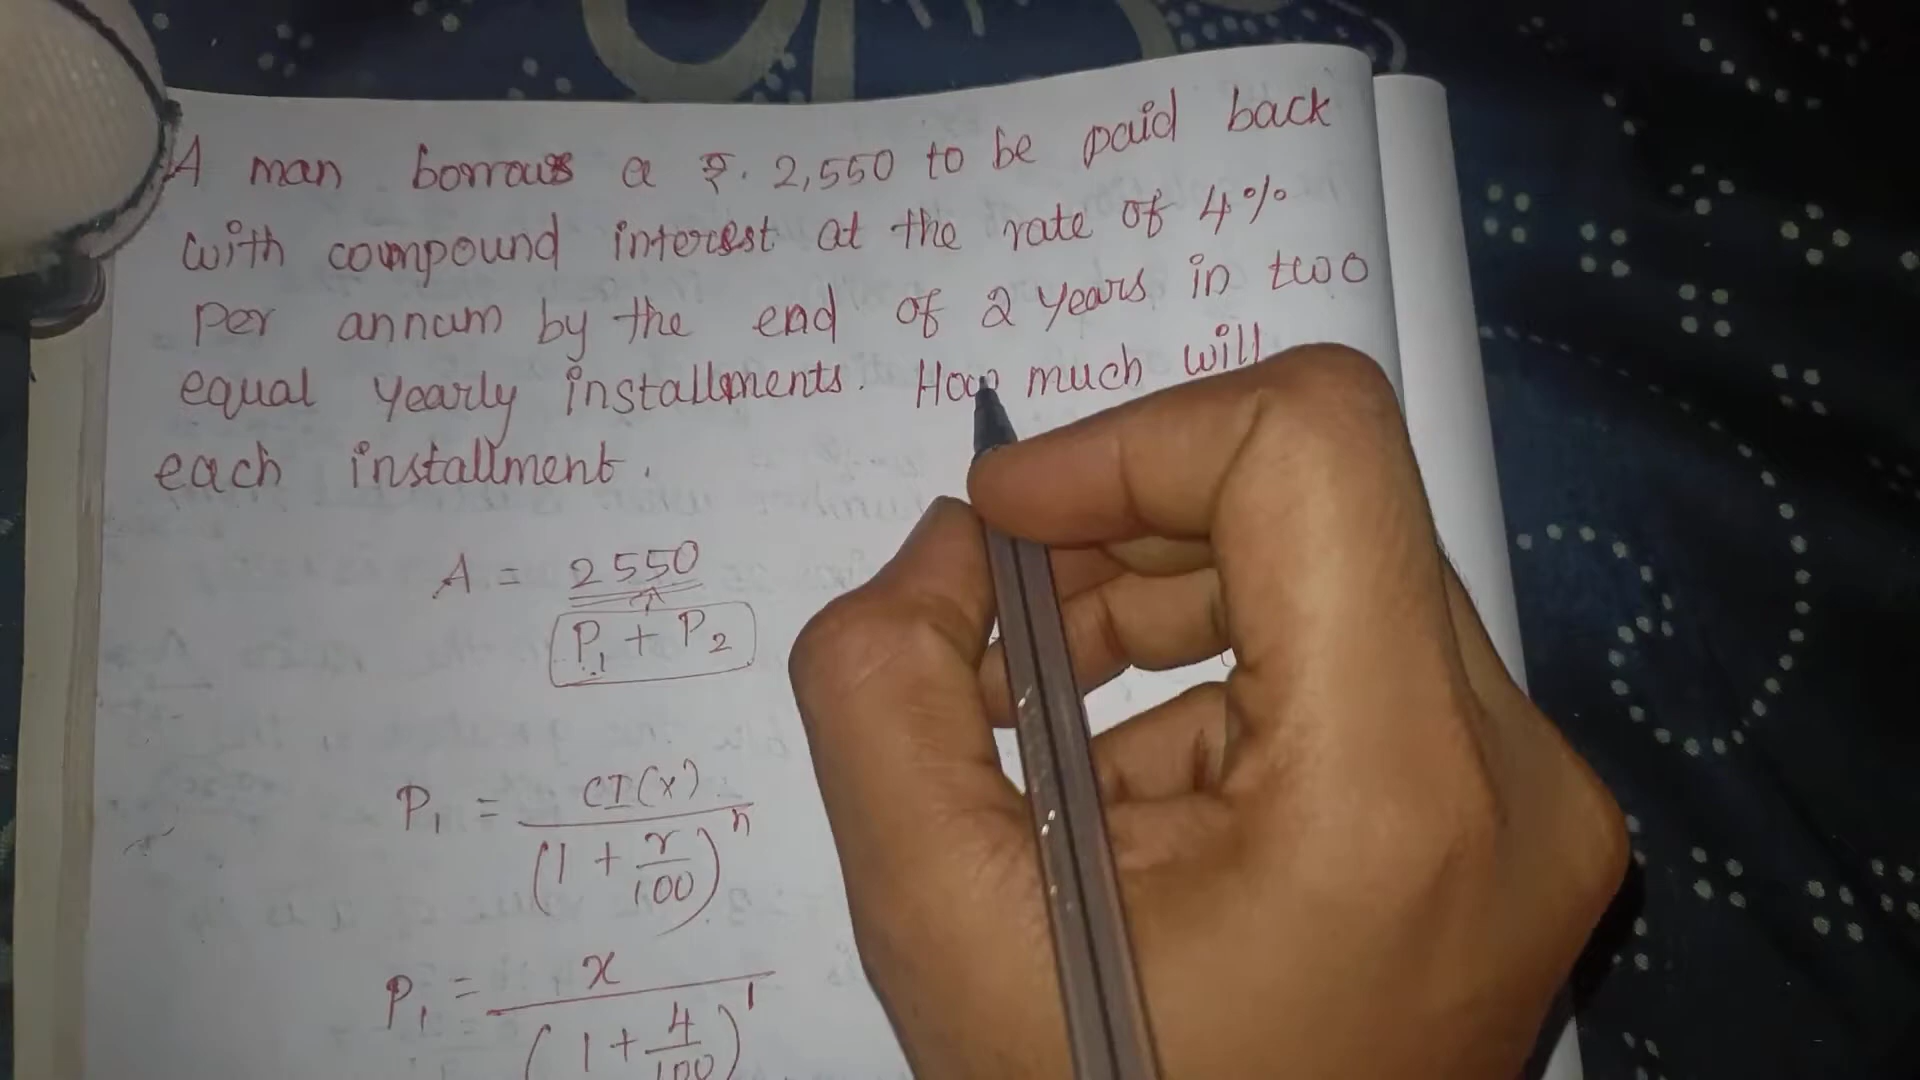 A man borrows a ₹. 2,550 to be paid back
with compound interest at the rate of 4%
per annum by the end of 2 years in two
equal yearly installments. How much will
each installment.
A = 2550
P₁ + P₂
P₁ = CI(x) / (1 + r/100)ⁿ
P₁ = x / (1 + 4/100)¹